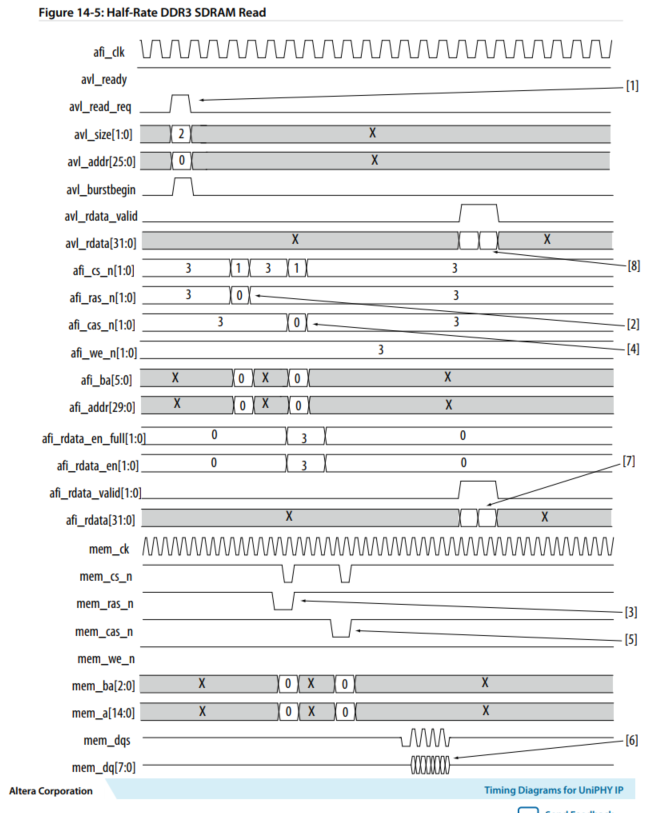 Figure 14-5: Half-Rate DDR3 SDRAM Read
afi_clk
avl_ready
[1]
avl_read_req
avl_size[1:0] 2 X
avl_addr[25:0] 0 X
avl_burstbegin
avl_rdata_valid
avl_rdata[31:0] X X
[8]
afi_cs_n[1:0] 3 1 3 1 3
afi_ras_n[1:0] 3 0 3
[2]
afi_cas_n[1:0] 3 0 3
[4]
afi_we_n[1:0] 3
afi_ba[5:0] X 0 X 0 X
afi_addr[29:0] X 0 X 0 X
afi_rdata_en_full[1:0] 0 3 0
afi_rdata_en[1:0] 0 3 0
[7]
afi_rdata_valid[1:0]
afi_rdata[31:0] X X
mem_ck
mem_cs_n
mem_ras_n
[3]
mem_cas_n
[5]
mem_we_n
mem_ba[2:0] X 0 X 0 X
mem_a[14:0] X 0 X 0 X
mem_dqs
[6]
mem_dq[7:0]
Altera Corporation Timing Diagrams for UniPHY IP